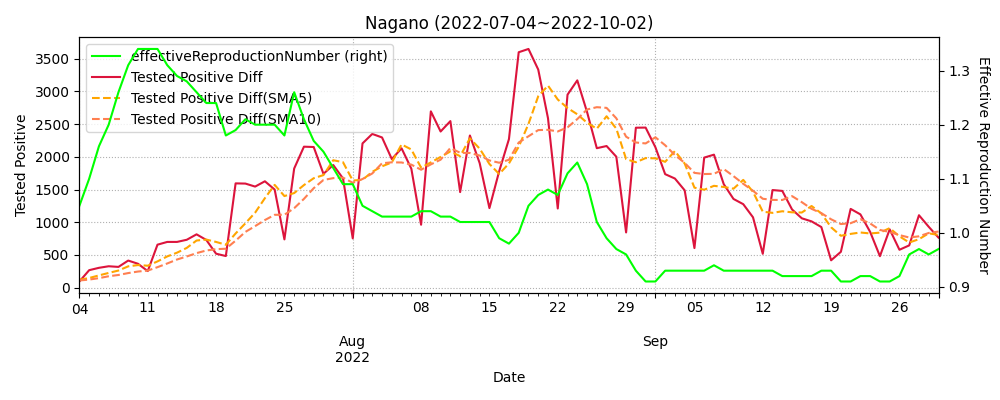 Nagano (2022-07-04~2022-10-02)
effectiveReproductionNumber (right)
Tested Positive Diff
Tested Positive Diff(SMA5)
Tested Positive Diff(SMA10)
Tested Positive
3500
3000
2500
2000
1500
1000
500
0
Effective Reproduction Number
1.3
1.2
1.1
1.0
0.9
04 11 18 25 08 15 22 29 05 12 19 26
Aug Sep
2022
Date